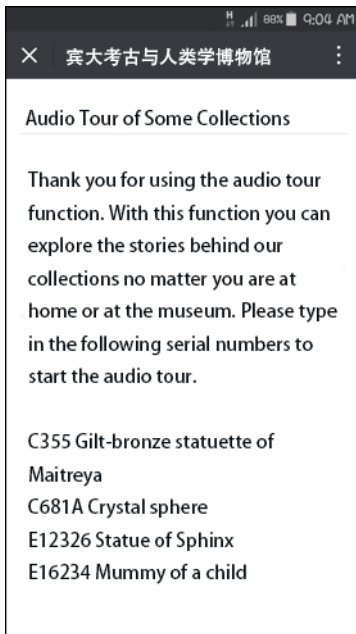 H 88% 9:04 AM
宾大考古与人类学博物馆
Audio Tour of Some Collections
Thank you for using the audio tour
function. With this function you can
explore the stories behind our
collections no matter you are at
home or at the museum. Please type
in the following serial numbers to
start the audio tour.
C355 Gilt-bronze statuette of
Maitreya
C681A Crystal sphere
E12326 Statue of Sphinx
E16234 Mummy of a child